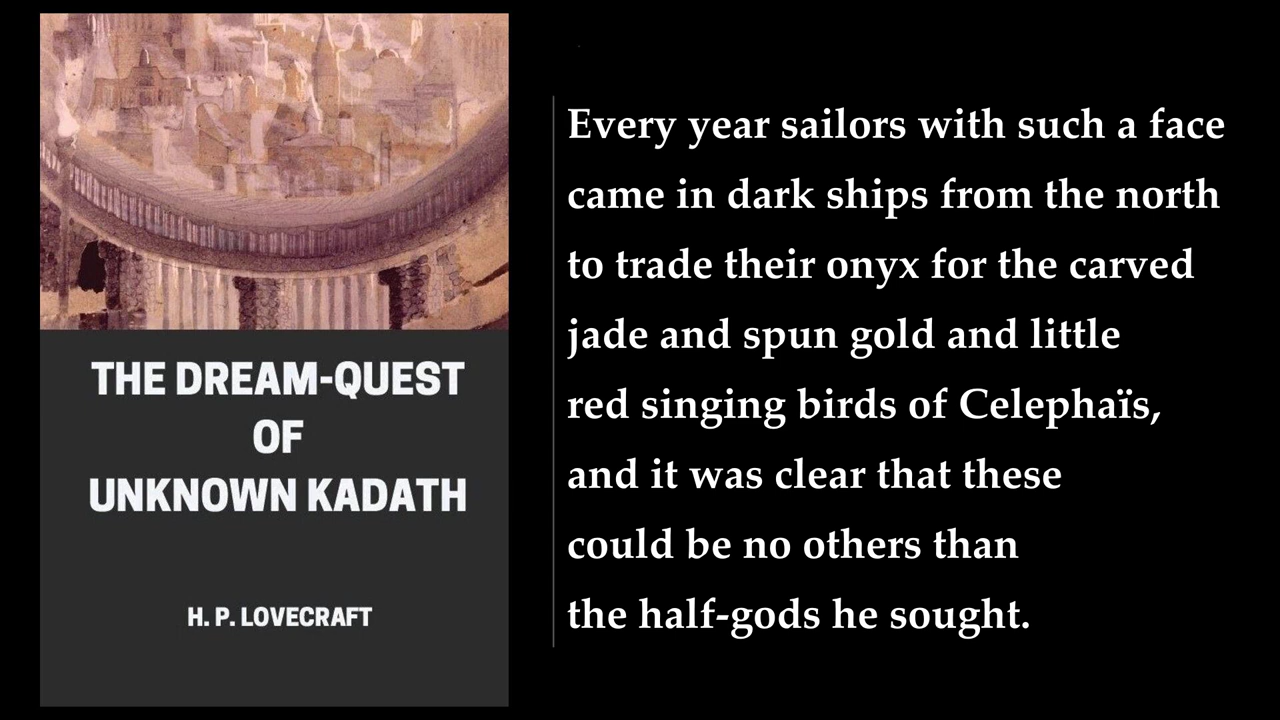 THE DREAM-QUEST
OF
UNKNOWN KADATH
H. P. LOVECRAFT
Every year sailors with such a face
came in dark ships from the north
to trade their onyx for the carved
jade and spun gold and little
red singing birds of Celephaïs,
and it was clear that these
could be no others than
the half-gods he sought.